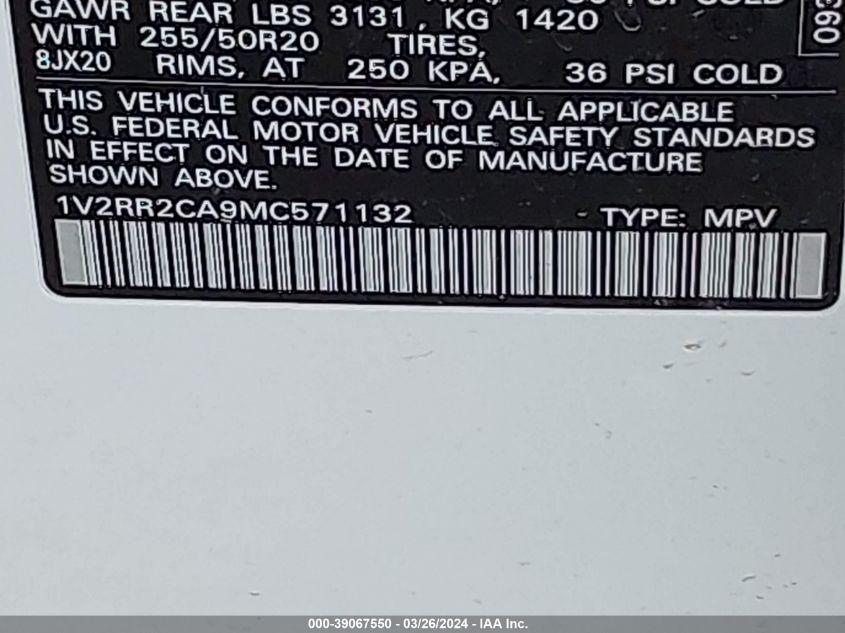 GAWR REAR LBS 3131, KG 1420
WITH 255/50R20 TIRES,
8JX20 RIMS, AT 250 KPA, 36 PSI COLD
THIS VEHICLE CONFORMS TO ALL APPLICABLE
U.S. FEDERAL MOTOR VEHICLE SAFETY STANDARDS
IN EFFECT ON THE DATE OF MANUFACTURE
SHOWN ABOVE.
1V2RR2CA9MC571132 TYPE: MPV
000-39067550 - 03/26/2024 - IAA Inc.